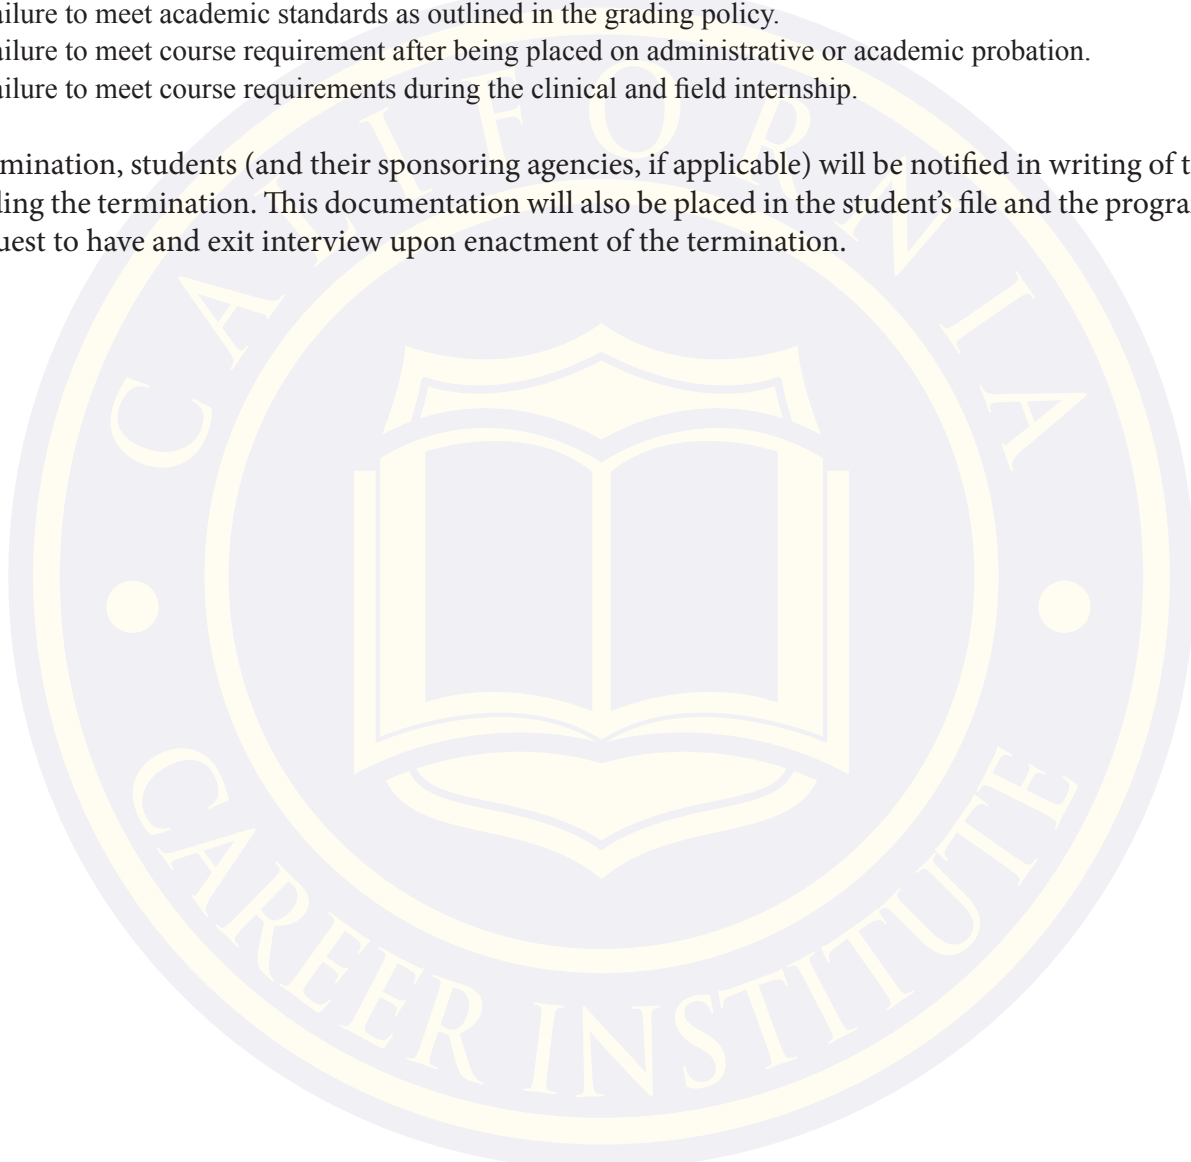 ailure to meet academic standards as outlined in the grading policy.
ailure to meet course requirement after being placed on administrative or academic probation.
ailure to meet course requirements during the clinical and field internship.
mination, students (and their sponsoring agencies, if applicable) will be notified in writing of t
ding the termination. This documentation will also be placed in the student’s file and the progra
quest to have and exit interview upon enactment of the termination.
CALIFORNIA
CAREER INSTITUTE